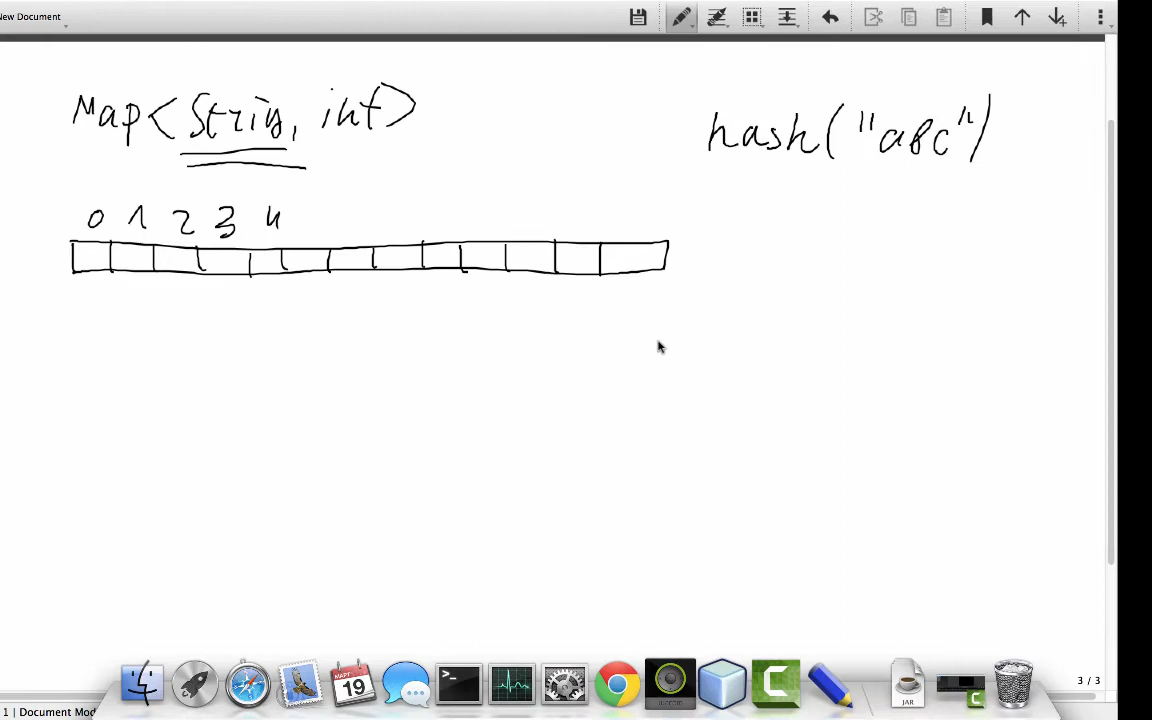 New Document
Map<String, int>
hash("abc")
0 1 2 3 4
МАРТ
19
JAR
3 / 3
1 | Document Mod